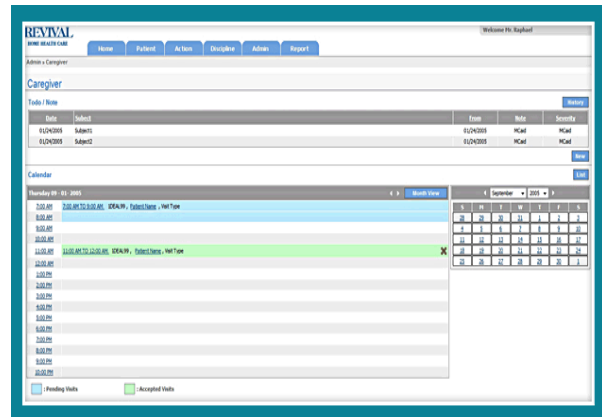 REVIVAL
HOME HEALTH CARE
Welcome Mr. Raphael
Home Patient Action Discipline Admin Report
Admin » Caregiver
Caregiver
Todo / Note History
Date Subject From Note Severity
01/24/2005 Subject1 01/24/2005 MCaid MCaid
01/24/2005 Subject2 01/24/2005 MCaid MCaid
New
Calendar List
Thursday 09 - 01- 2005 < > Month View September 2005
7:00 AM 7:00 AM TO 9:00 AM IDEAL99 , Patient Name , Visit Type
8:00 AM
9:00 AM
10:00 AM
11:00 AM 11:00 AM TO 12:00 AM IDEAL99 , Patient Name , Visit Type X
12:00 AM
1:00 PM
2:00 PM
3:00 PM
4:00 PM
5:00 PM
6:00 PM
7:00 PM
8:00 PM
9:00 PM
10:00 PM
S M T W T F S
28 29 30 31 1 2 3
4 5 6 7 8 9 10
11 12 13 14 15 16 17
18 19 20 21 22 23 24
25 26 27 28 29 30 1
: Pending Visits : Accepted Visits